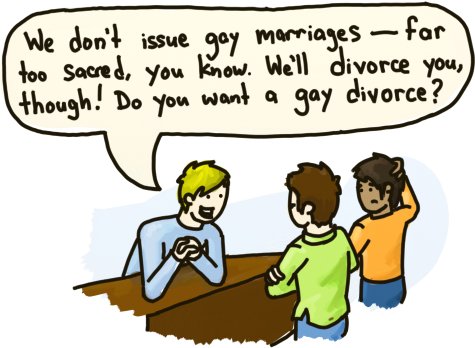 We don't issue gay marriages — far
too sacred, you know. We'll divorce you,
though! Do you want a gay divorce?